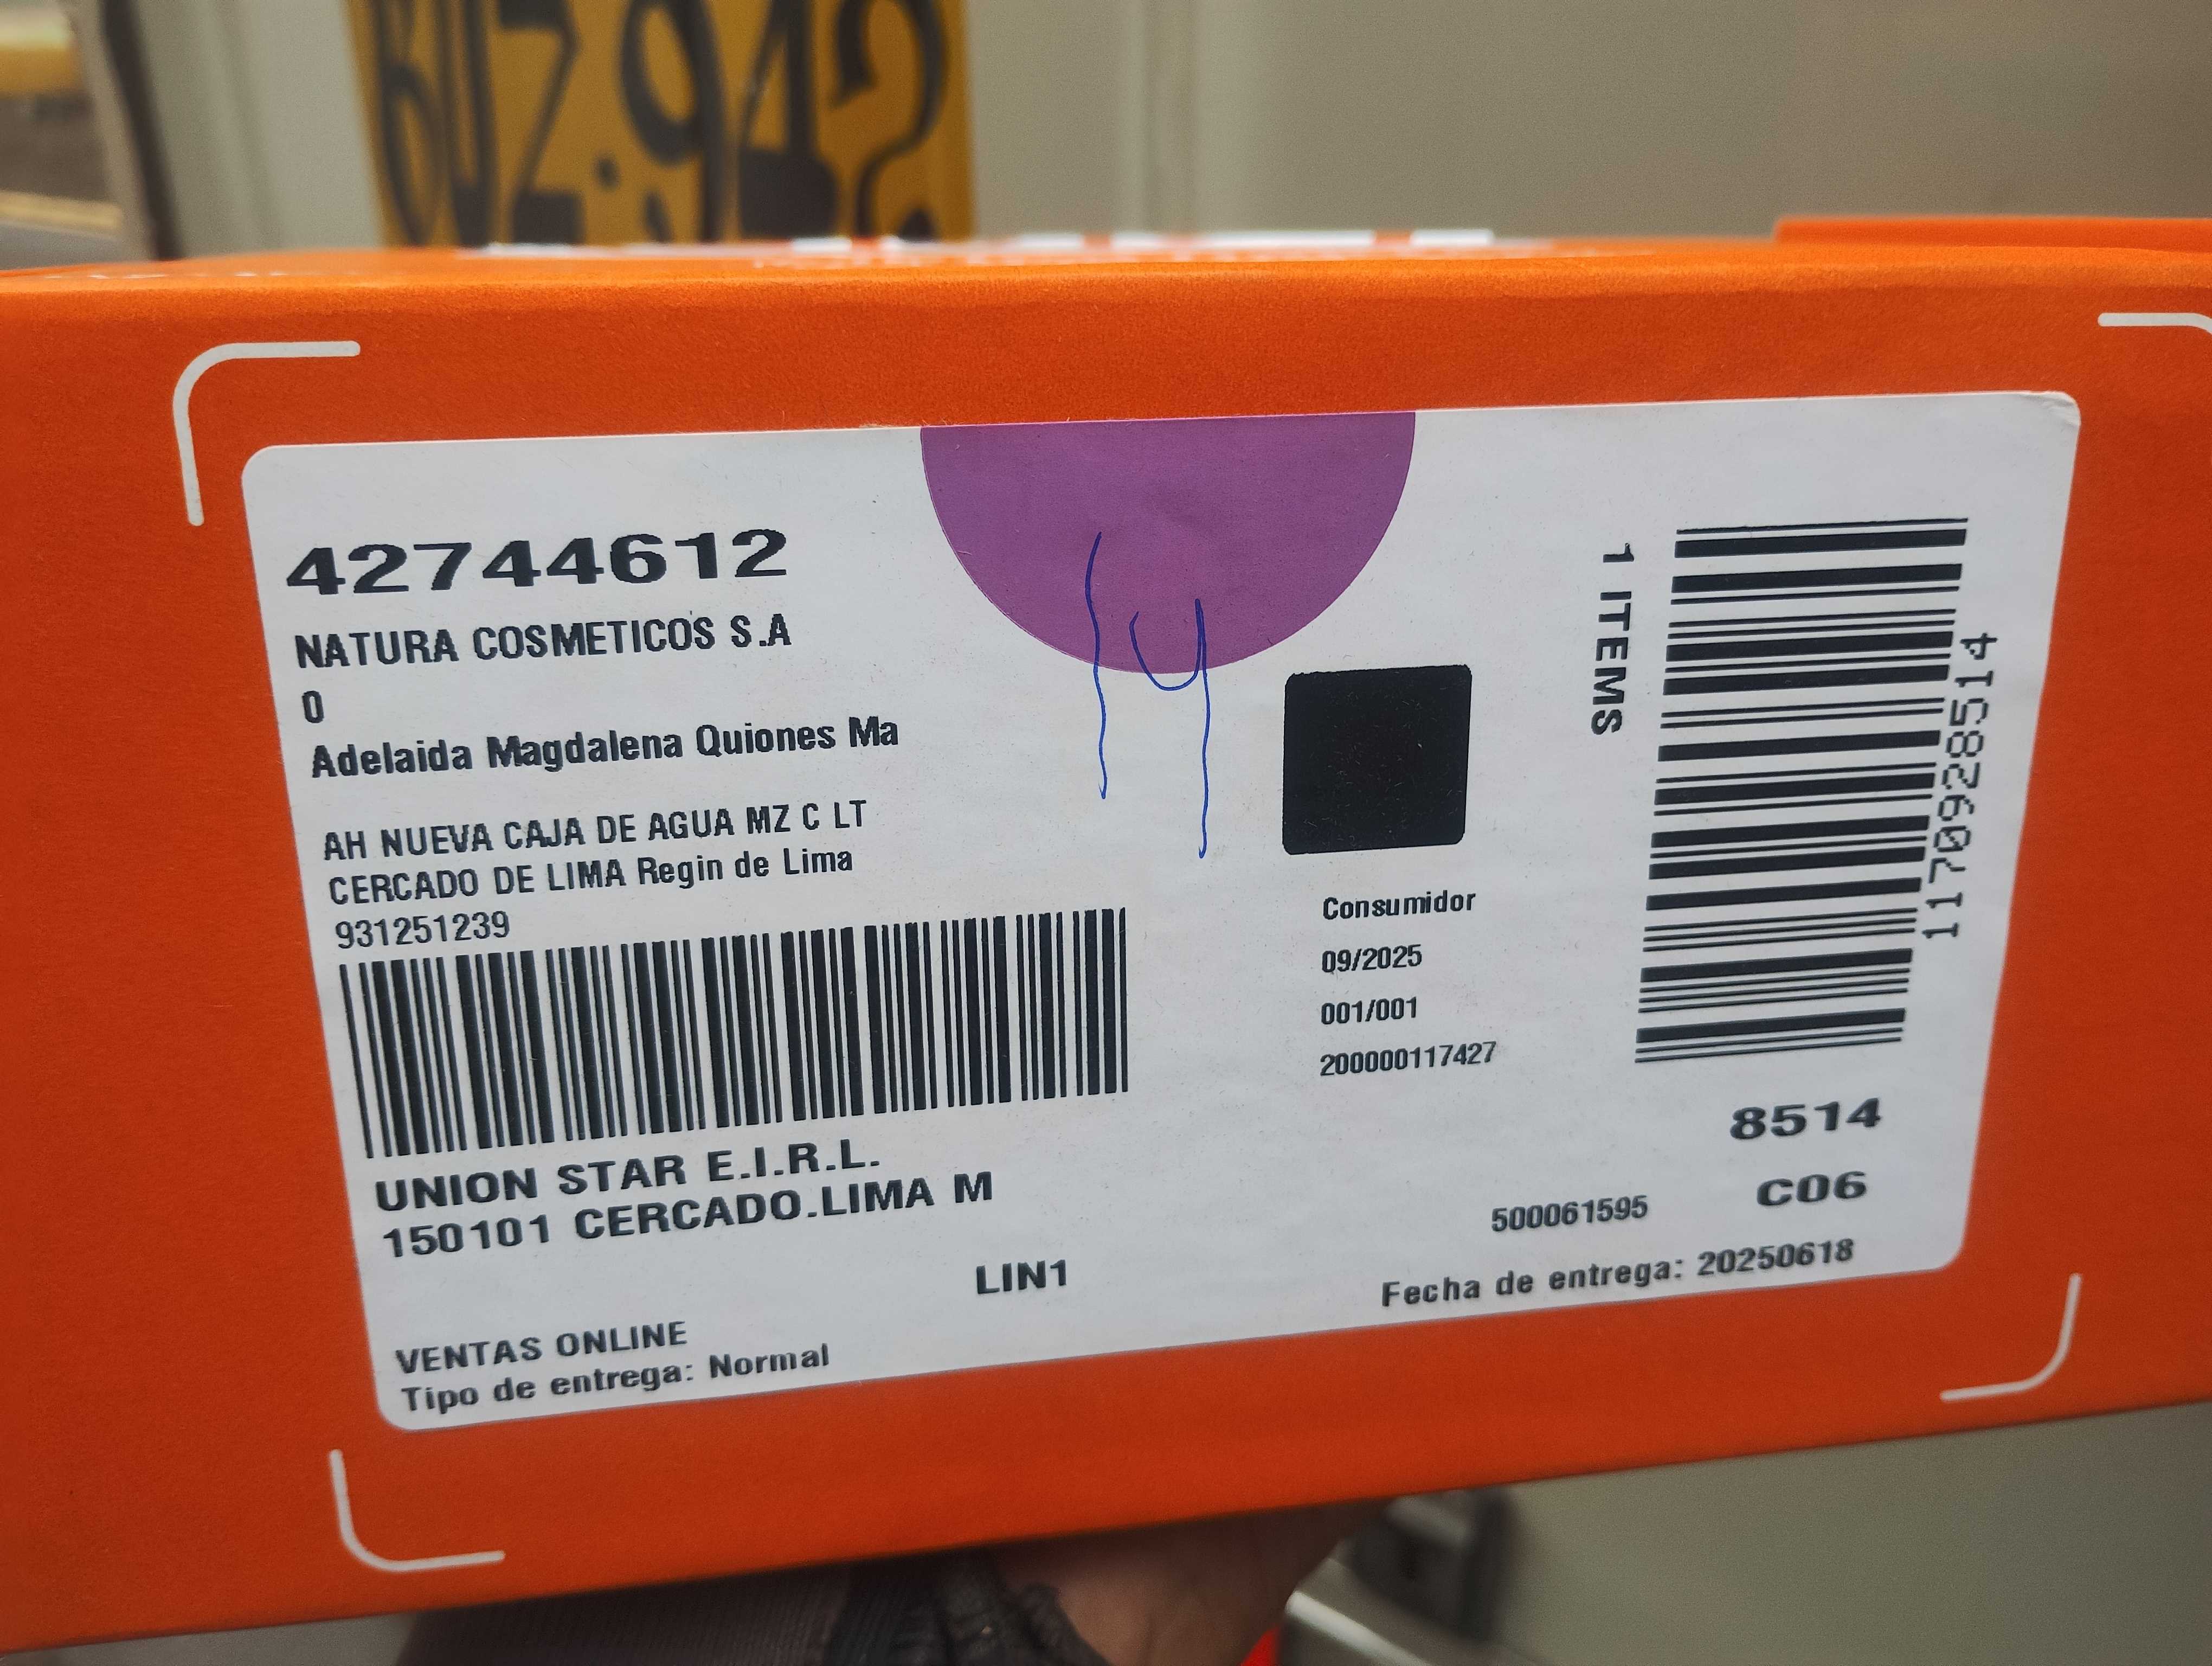 42744612
NATURA COSMETICOS S.A
0
Adelaida Magdalena Quiones Ma
AH NUEVA CAJA DE AGUA MZ C LT
CERCADO DE LIMA Regin de Lima
931251239
UNION STAR E.I.R.L.
150101 CERCADO.LIMA M
LIN1
VENTAS ONLINE
Tipo de entrega: Normal
14
Consumidor
09/2025
001/001
200000117427
1 ITEMS
1170928514
8514
C06
500061595
Fecha de entrega: 20250618